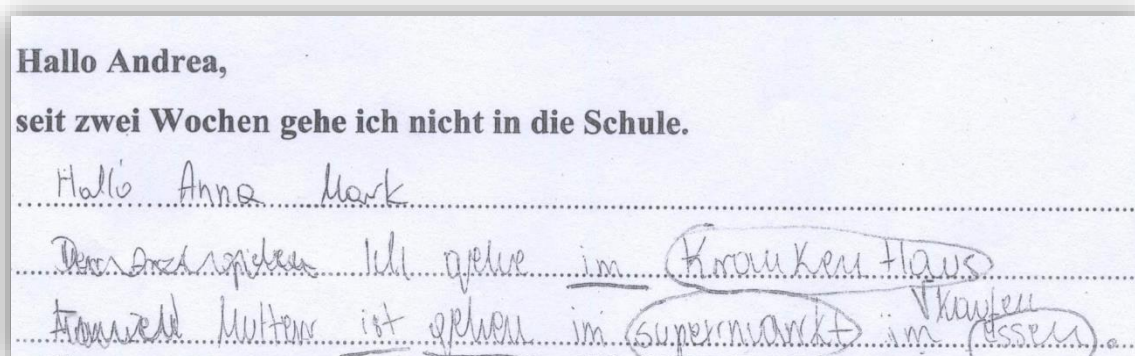 Hallo Andrea,
seit zwei Wochen gehe ich nicht in die Schule.
Hallo Anna Mark
Ich gehe im Kranken Haus
Mutter ist gehen im supermarkt im kaufen essen.